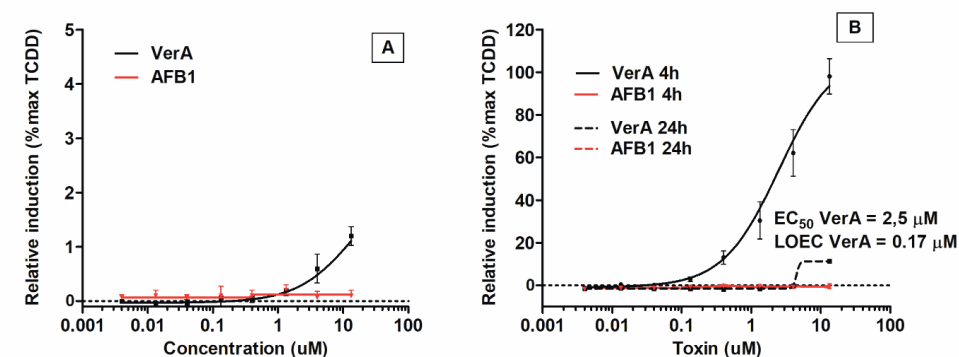 5
4
3
2
1
0
Relative induction (%max TCDD)
VerA
AFB1
A
0.001 0.01 0.1 1 10 100
Concentration (uM)
120
100
80
60
40
20
0
Relative induction (%max TCDD)
B
VerA 4h
AFB1 4h
VerA 24h
AFB1 24h
EC50 VerA = 2,5 µM
LOEC VerA = 0.17 µM
0.001 0.01 0.1 1 10 100
Toxin (uM)